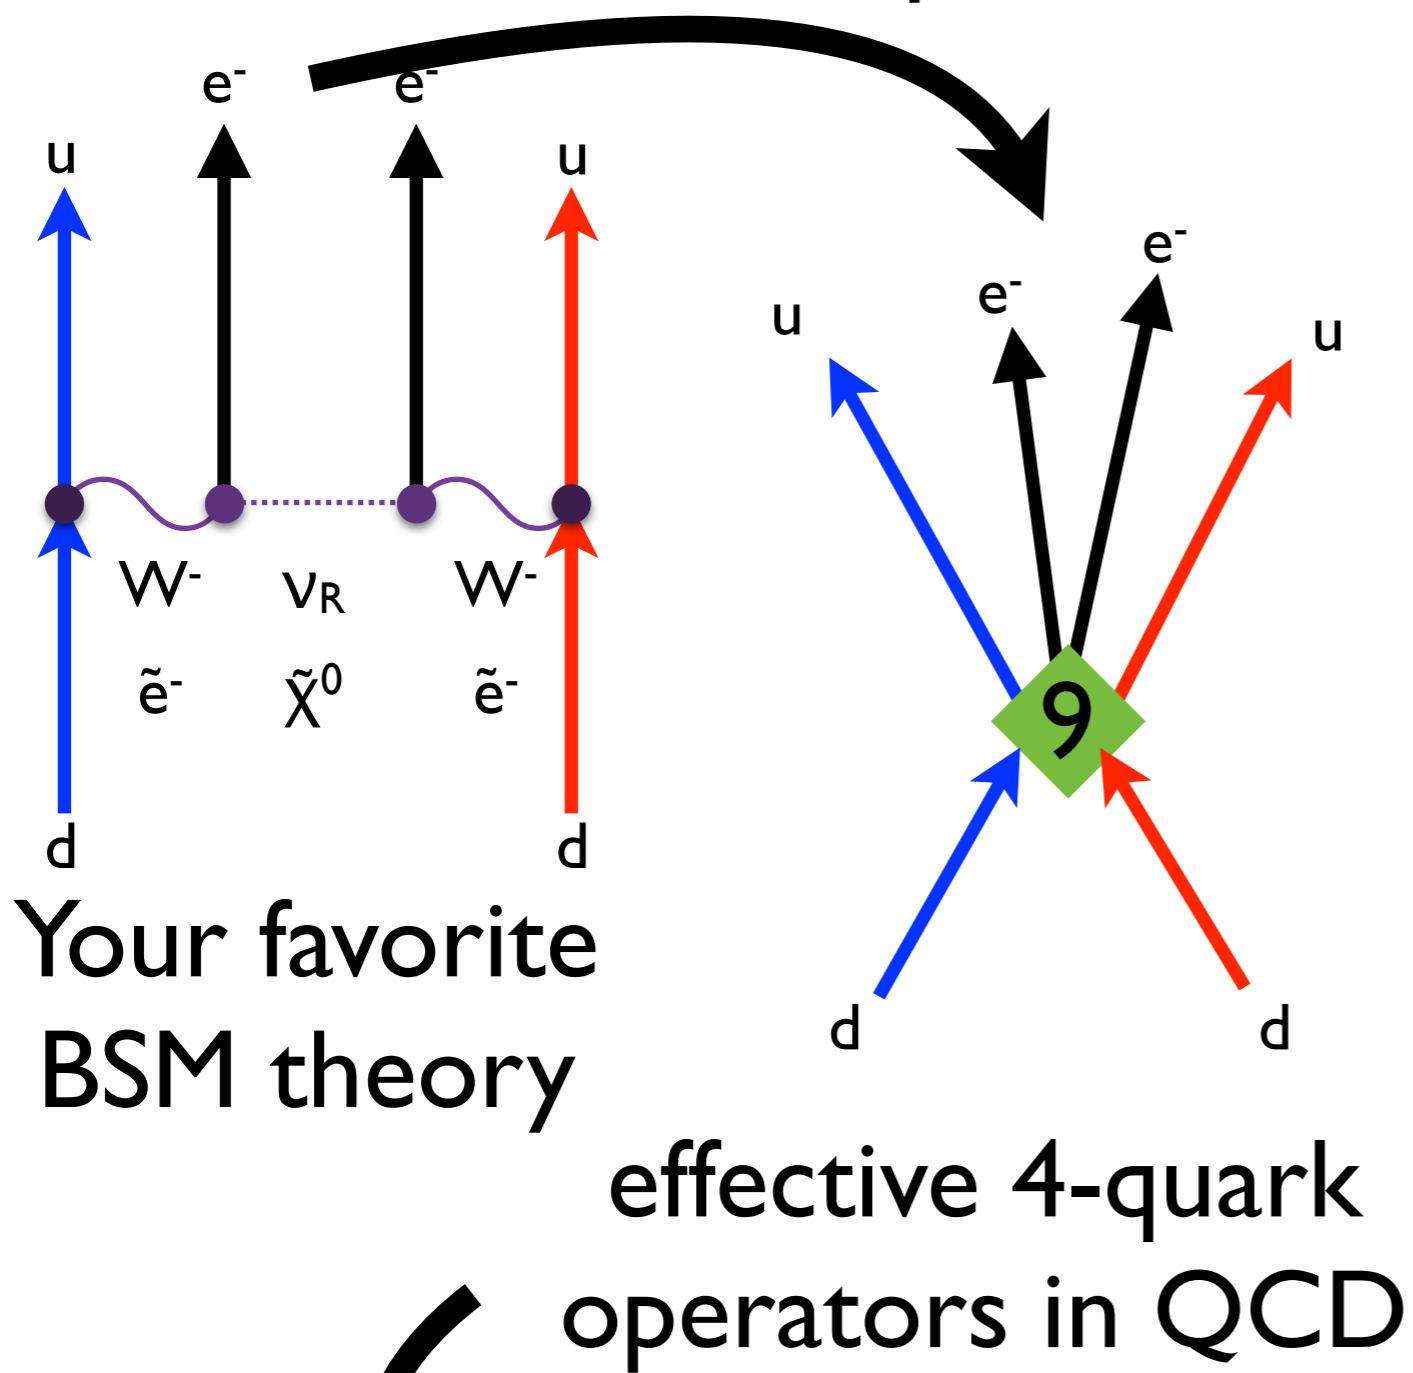 e⁻ e⁻
u u
W⁻ νR W⁻
ẽ⁻ χ̃⁰ ẽ⁻
d d
Your favorite
BSM theory
e⁻
e⁻
u u
9
d d
effective 4-quark
operators in QCD